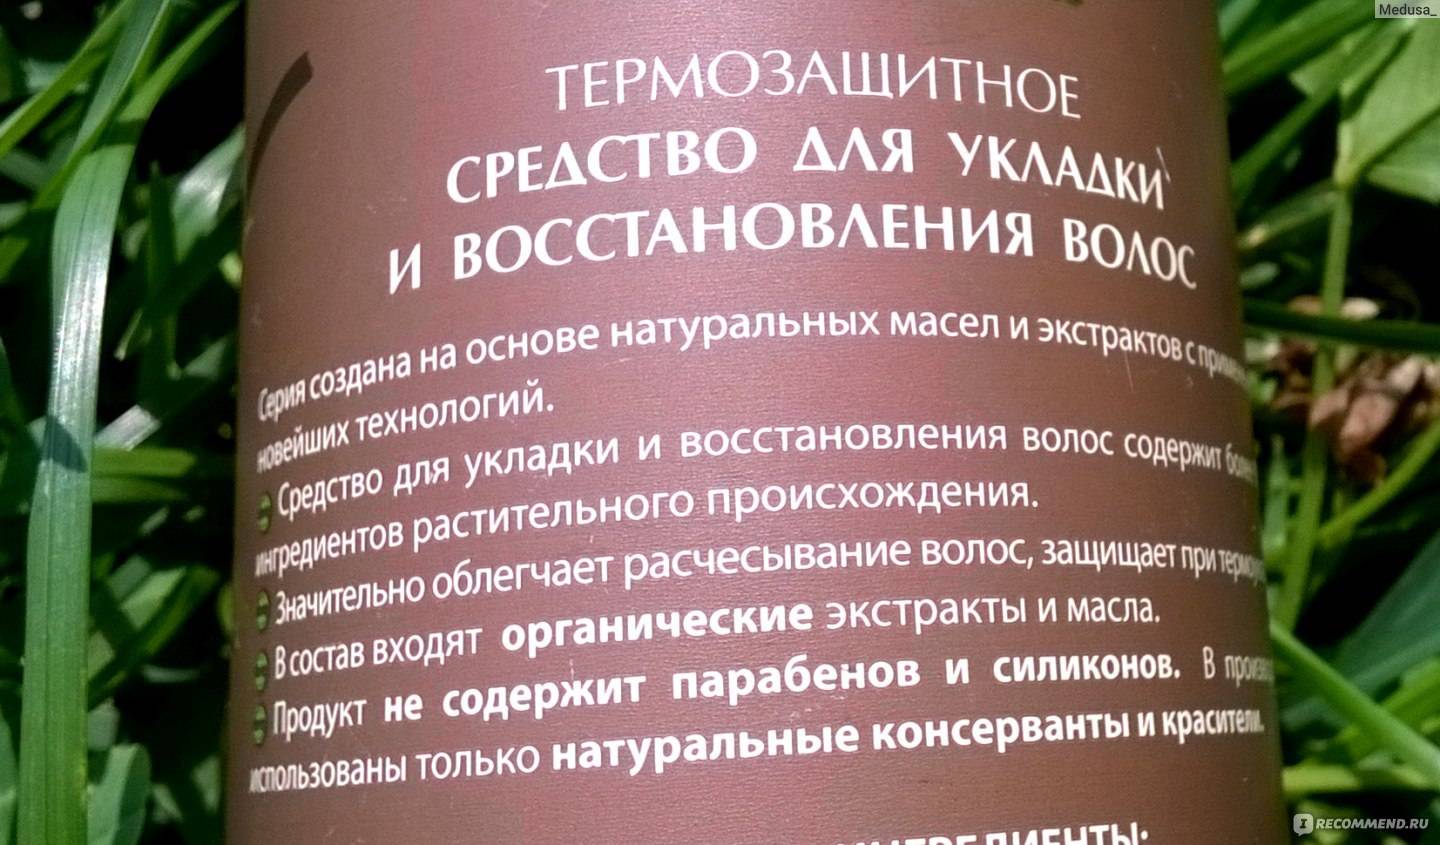 Medusa_
ТЕРМОЗАЩИТНОЕ
СРЕДСТВО ДЛЯ УКЛАДКИ
И ВОССТАНОВЛЕНИЯ ВОЛОС
Серия создана на основе натуральных масел и экстрактов с
новейших технологий.
Средство для укладки и восстановления волос содержит
ингредиентов растительного происхождения.
Значительно облегчает расчесывание волос, защищает при
В состав входят органические экстракты и масла.
Продукт не содержит парабенов и силиконов. В
использованы только натуральные консерванты и красители.
ИНГРЕДИЕНТЫ:
IRECOMMEND.RU